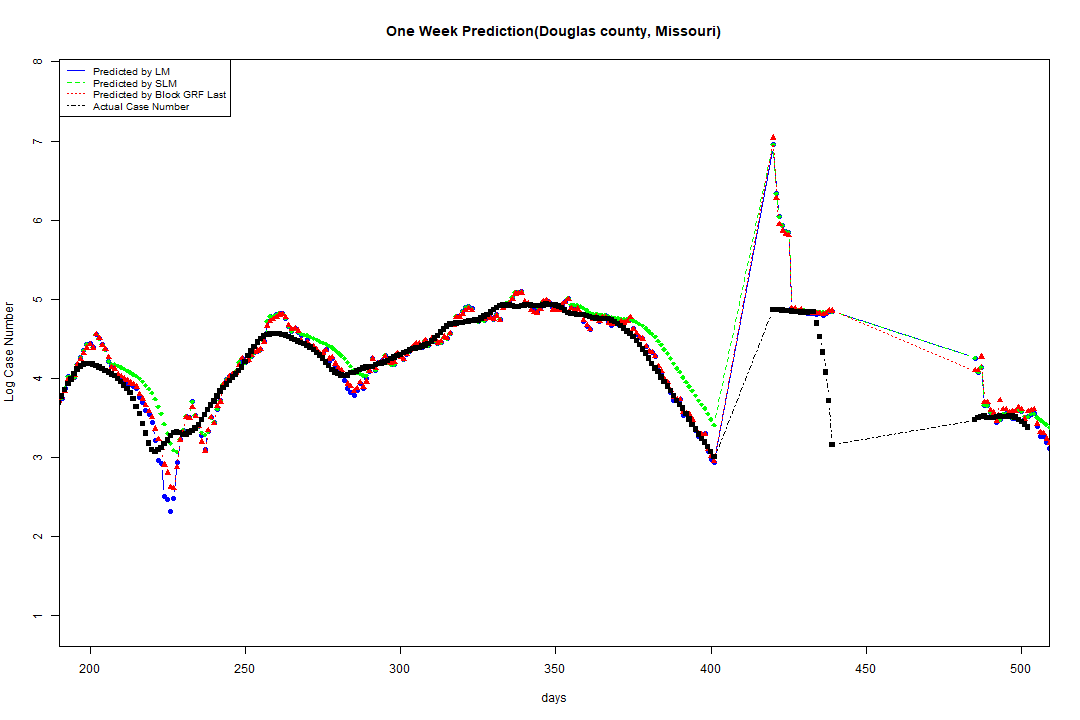 One Week Prediction(Douglas county, Missouri)
Predicted by LM
Predicted by SLM
Predicted by Block GRF Last
Actual Case Number
8
7
6
5
4
3
2
1
Log Case Number
200 250 300 350 400 450 500
days